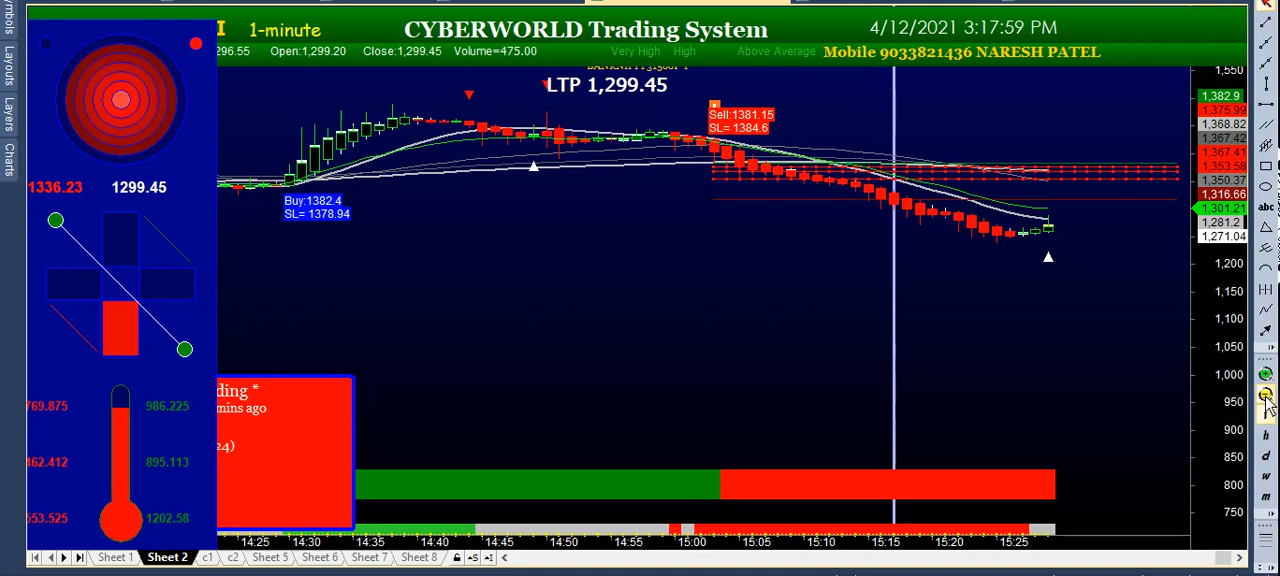 I 1-minute CYBERWORLD Trading System 4/12/2021 3:17:59 PM
296.55 Open:1,299.20 Close:1,299.45 Volume=475.00 Very High High Above Average Mobile 9033821436 NARESH PATEL
LTP 1,299.45
Sell:1381.15
SL= 1384.6
Buy:1382.4
SL= 1378.94
1336.23 1299.45
769.875 986.225
462.412 895.113
553.525 1202.58
ding *
mins ago
24)
1,550
1,382.9
1,375.99
1,368.82
1,367.42
1,367.41
1,353.58
1,350.37
1,316.66
1,301.21
1,281.2
1,271.04
1,200
1,150
1,100
1,050
1,000
950
900
850
800
750
14:25 14:30 14:35 14:40 14:45 14:50 14:55 15:00 15:05 15:10 15:15 15:20 15:25
Sheet 1 Sheet 2 c1 c2 Sheet 5 Sheet 6 Sheet 7 Sheet 8
Layouts
Layers
Charts
abc
h
d
w
m